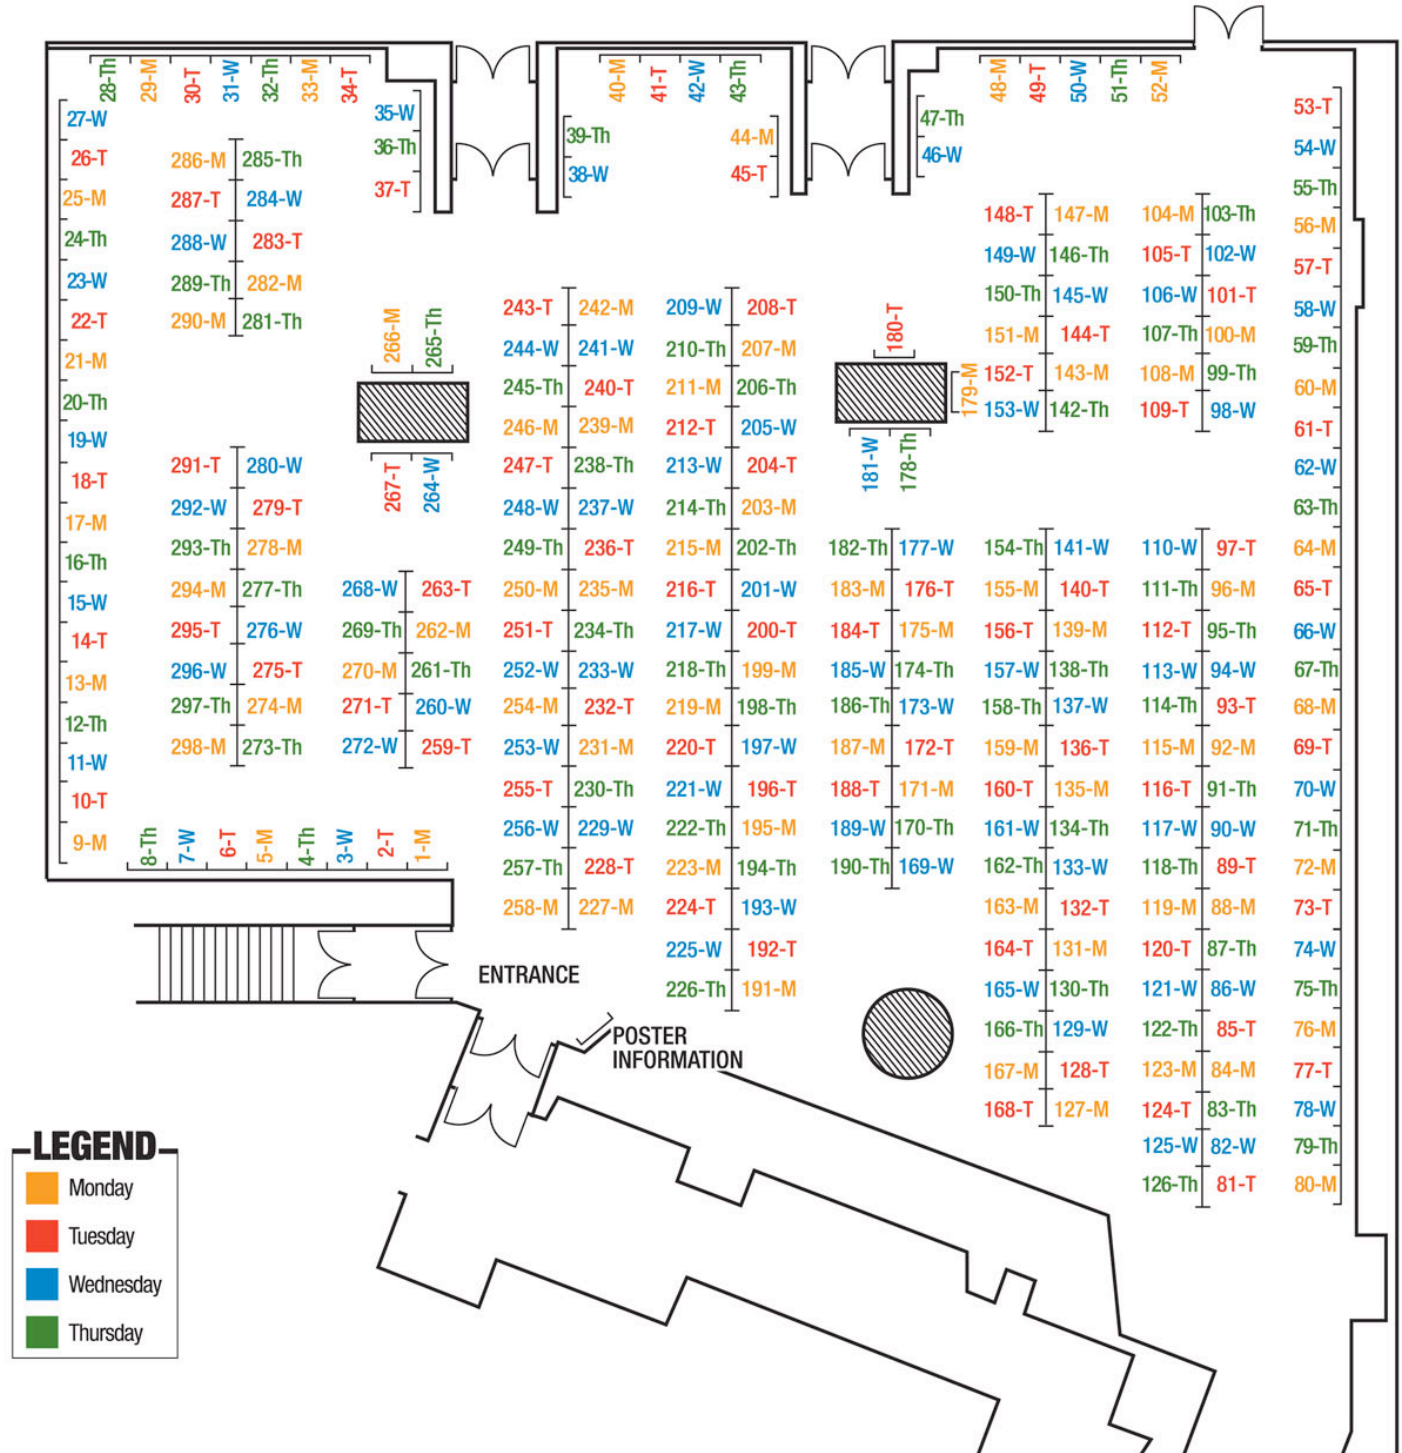 28-Th 29-M 30-T 31-W 32-Th 33-M 34-T
40-M 41-T 42-W 43-Th
48-M 49-T 50-W 51-Th 52-M
27-W
26-T
25-M
24-Th
23-W
22-T
21-M
20-Th
19-W
18-T
17-M
16-Th
15-W
14-T
13-M
12-Th
11-W
10-T
9-M
35-W
36-Th
37-T
39-Th
38-W
44-M
45-T
47-Th
46-W
286-M 285-Th
287-T 284-W
288-W 283-T
289-Th 282-M
290-M 281-Th
266-M 265-Th
267-T 264-W
291-T 280-W
292-W 279-T
293-Th 278-M
294-M 277-Th
295-T 276-W
296-W 275-T
297-Th 274-M
298-M 273-Th
268-W 263-T
269-Th 262-M
270-M 261-Th
271-T 260-W
272-W 259-T
8-Th 7-W 6-T 5-M 4-Th 3-W 2-T 1-M
243-T 242-M
244-W 241-W
245-Th 240-T
246-M 239-M
247-T 238-Th
248-W 237-W
249-Th 236-T
250-M 235-M
251-T 234-Th
252-W 233-W
254-M 232-T
253-W 231-M
255-T 230-Th
256-W 229-W
257-Th 228-T
258-M 227-M
209-W 208-T
210-Th 207-M
211-M 206-Th
212-T 205-W
213-W 204-T
214-Th 203-M
215-M 202-Th
216-T 201-W
217-W 200-T
218-Th 199-M
219-M 198-Th
220-T 197-W
221-W 196-T
222-Th 195-M
223-M 194-Th
224-T 193-W
225-W 192-T
226-Th 191-M
180-T
179-M
181-W 178-Th
182-Th 177-W
183-M 176-T
184-T 175-M
185-W 174-Th
186-Th 173-W
187-M 172-T
188-T 171-M
189-W 170-Th
190-Th 169-W
148-T 147-M
149-W 146-Th
150-Th 145-W
151-M 144-T
152-T 143-M
153-W 142-Th
154-Th 141-W
155-M 140-T
156-T 139-M
157-W 138-Th
158-Th 137-W
159-M 136-T
160-T 135-M
161-W 134-Th
162-Th 133-W
163-M 132-T
164-T 131-M
165-W 130-Th
166-Th 129-W
167-M 128-T
168-T 127-M
104-M 103-Th
105-T 102-W
106-W 101-T
107-Th 100-M
108-M 99-Th
109-T 98-W
110-W 97-T
111-Th 96-M
112-T 95-Th
113-W 94-W
114-Th 93-T
115-M 92-M
116-T 91-Th
117-W 90-W
118-Th 89-T
119-M 88-M
120-T 87-Th
121-W 86-W
122-Th 85-T
123-M 84-M
124-T 83-Th
125-W 82-W
126-Th 81-T
53-T
54-W
55-Th
56-M
57-T
58-W
59-Th
60-M
61-T
62-W
63-Th
64-M
65-T
66-W
67-Th
68-M
69-T
70-W
71-Th
72-M
73-T
74-W
75-Th
76-M
77-T
78-W
79-Th
80-M
ENTRANCE
POSTER
INFORMATION
LEGEND
Monday
Tuesday
Wednesday
Thursday